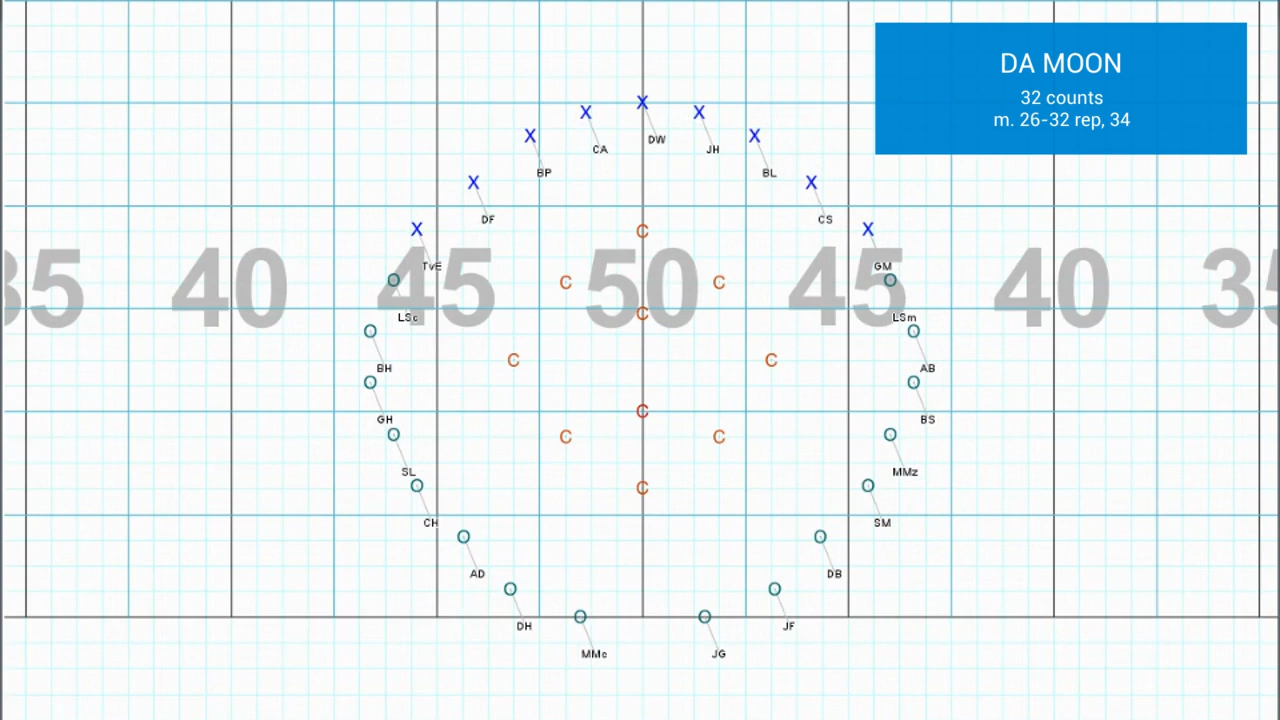 DA MOON
32 counts
m. 26-32 rep, 34
X X X
CA DW JH
X X
BP BL
X X
DF CS
X C X
TvE GM
35 40 45 50 45 40 35
O C C O
LSc C LSm
O O
BH C C AB
O O
GH C BS
O C C O
SL MMz
O C O
CH SM
O O
AD DB
O O
DH JF
O O
MMc JG